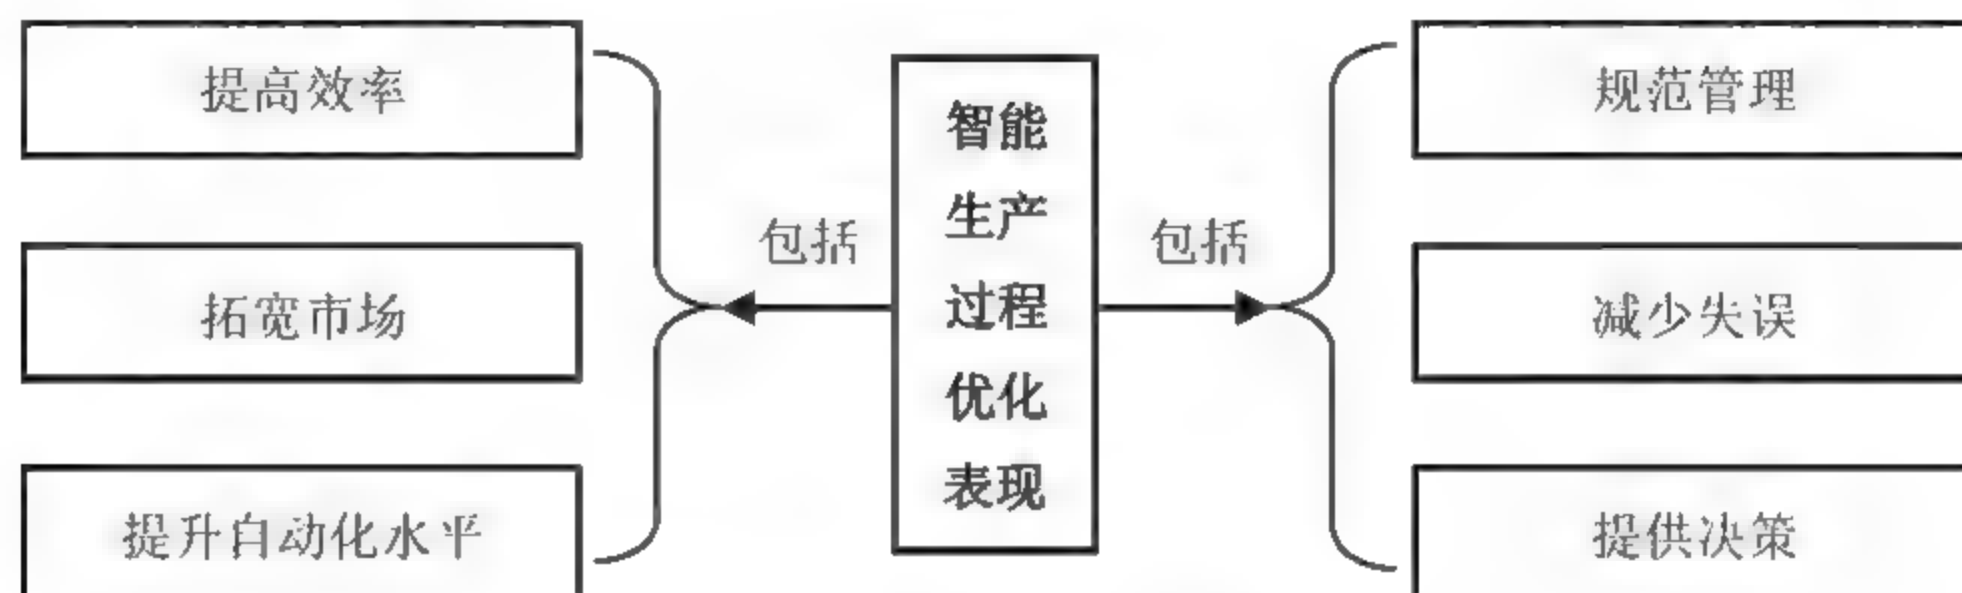 提高效率
拓宽市场
提升自动化水平
包括
智能
生产
过程
优化
表现
包括
规范管理
减少失误
提供决策